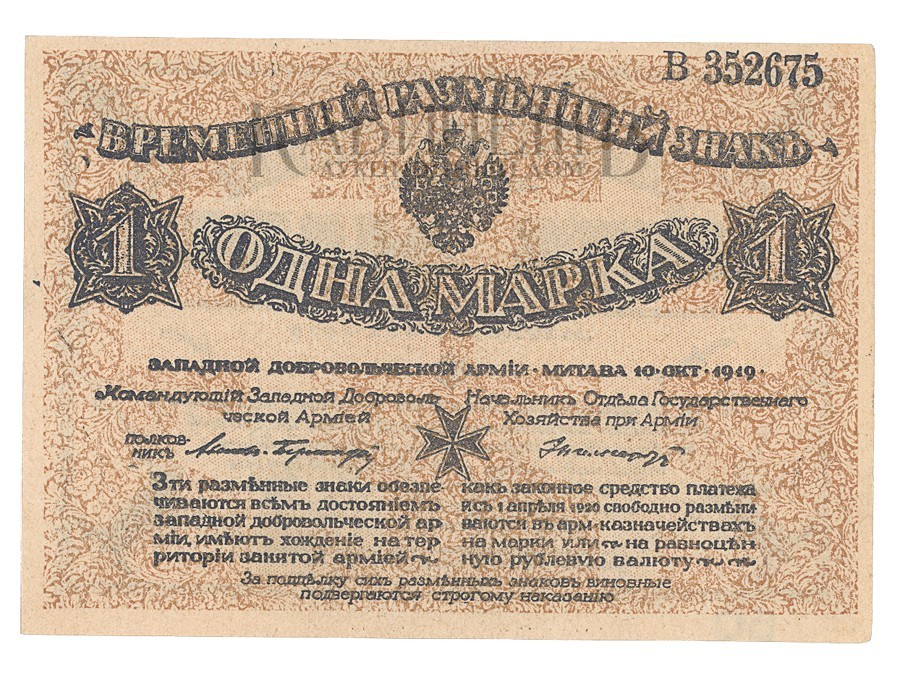 В 352675
ВРЕМЕННЫЙ РАЗМѢННЫЙ ЗНАКЪ
КАБИНЕТЪ
АУКЦИОННЫЙ ДОМ
1 ОДНА МАРКА 1
ЗАПАДНОЙ ДОБРОВОЛЬЧЕСКОЙ АРМІИ · МИТАВА 10 ОКТ · 1919 ·
Командующій Западной Доброволь
ческой Арміей
полков-
никъ
Начальникъ Отдѣла Государственнаго
Хозяйства при Арміи
Эти размѣнные знаки обезпе
чиваются всѣмъ достояніемъ
западной добровольческой ар
міи, имѣютъ хожденіе на тер
риторіи занятой арміей
какъ законное средство платежа
и съ 1 апрѣля 1920 свободно размѣни
ваются въ арм·казначействахъ
на марки или на равноцѣн
ную рублевую валюту
За поддѣлку сихъ размѣнныхъ знаковъ виновные
подвергаются строгому наказанію